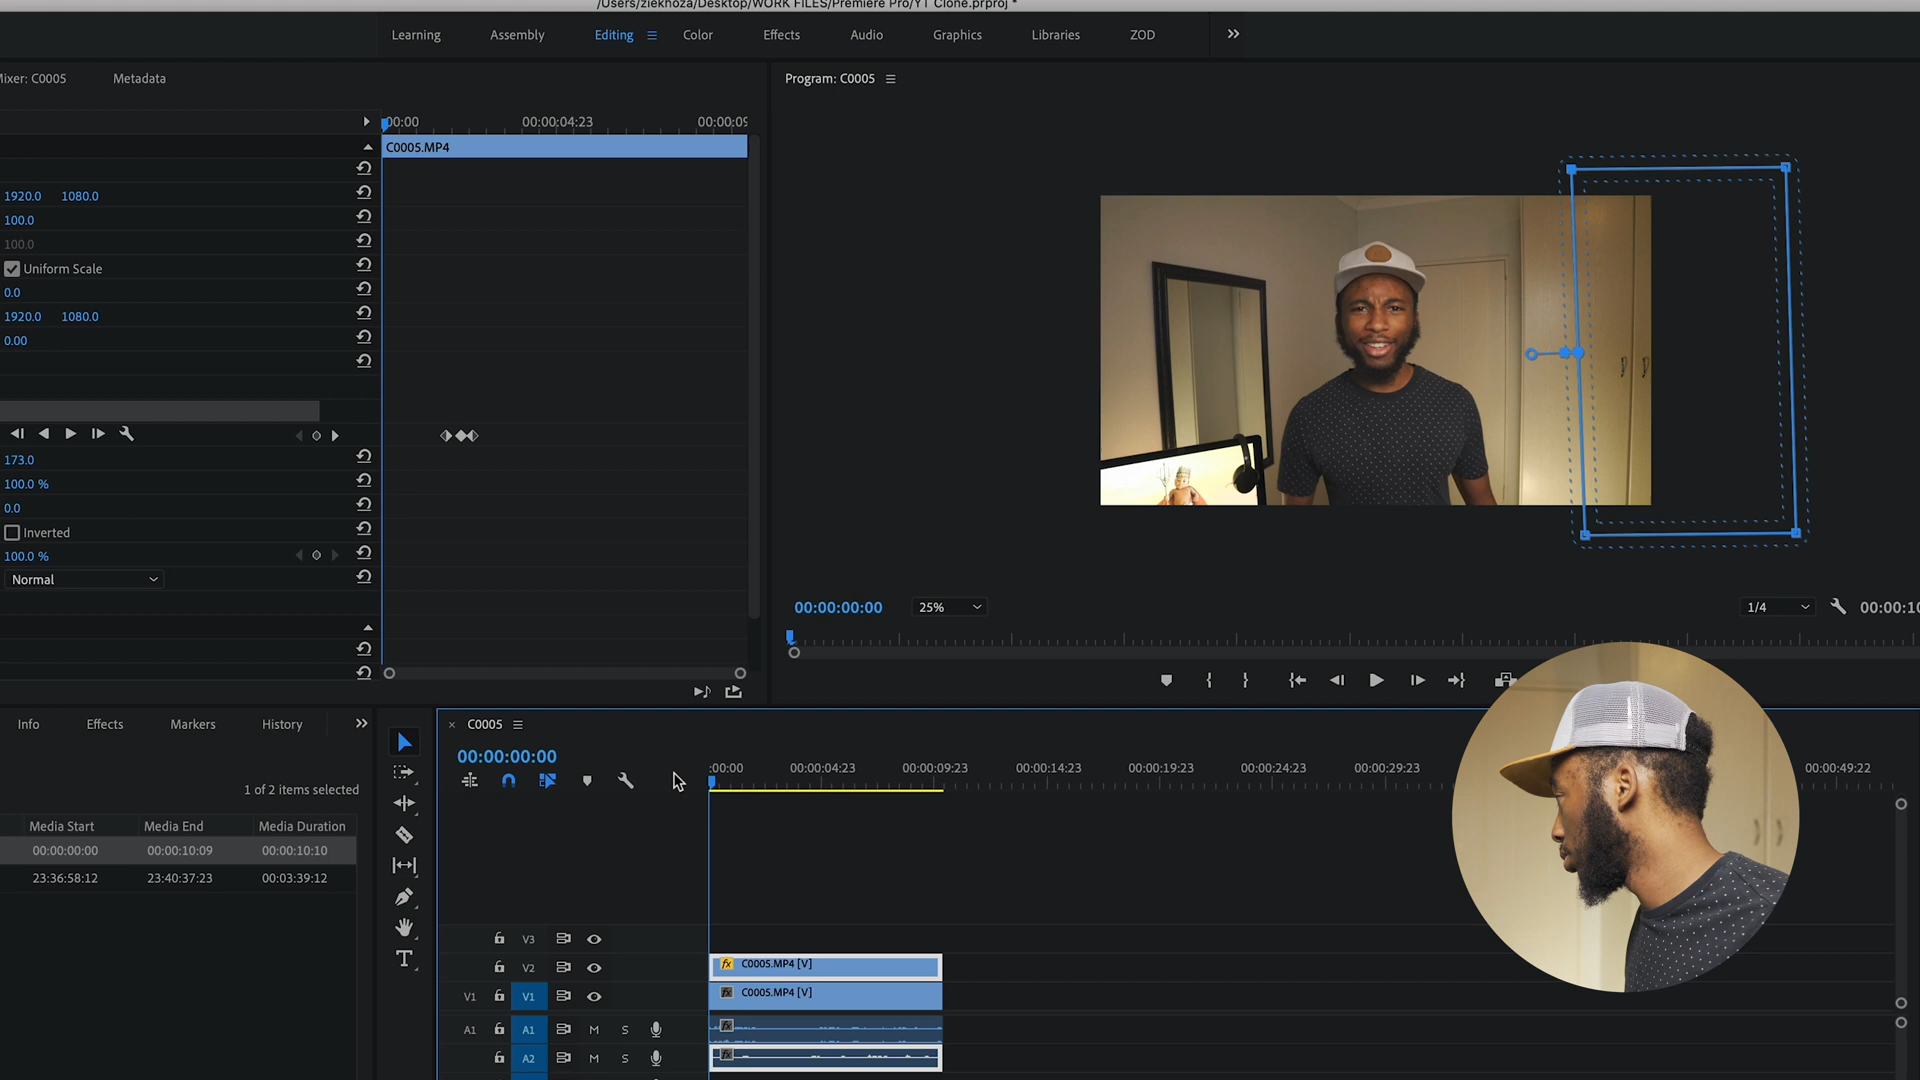 /Users/ziekhoza/Desktop/WORK FILES/Premiere Pro/YT Clone.prproj *
Learning Assembly Editing Color Effects Audio Graphics Libraries ZOD
Mixer: C0005 Metadata
Program: C0005
00:00 00:00:04:23 00:00:09
C0005.MP4
1920.0 1080.0
100.0
100.0
Uniform Scale
0.0
1920.0 1080.0
0.00
173.0
100.0 %
0.0
Inverted
100.0 %
Normal
00:00:00:00 25% 1/4 00:00:10
Info Effects Markers History
1 of 2 items selected
Media Start Media End Media Duration
00:00:00:00 00:00:10:09 00:00:10:10
23:36:58:12 23:40:37:23 00:03:39:12
× C0005
00:00:00:00
:00:00 00:00:04:23 00:00:09:23 00:00:14:23 00:00:19:23 00:00:24:23 00:00:29:23 00:00:49:22
V3
V2 fx C0005.MP4 [V]
V1 V1 fx C0005.MP4 [V]
A1 A1 M S fx
A2 M S fx
T